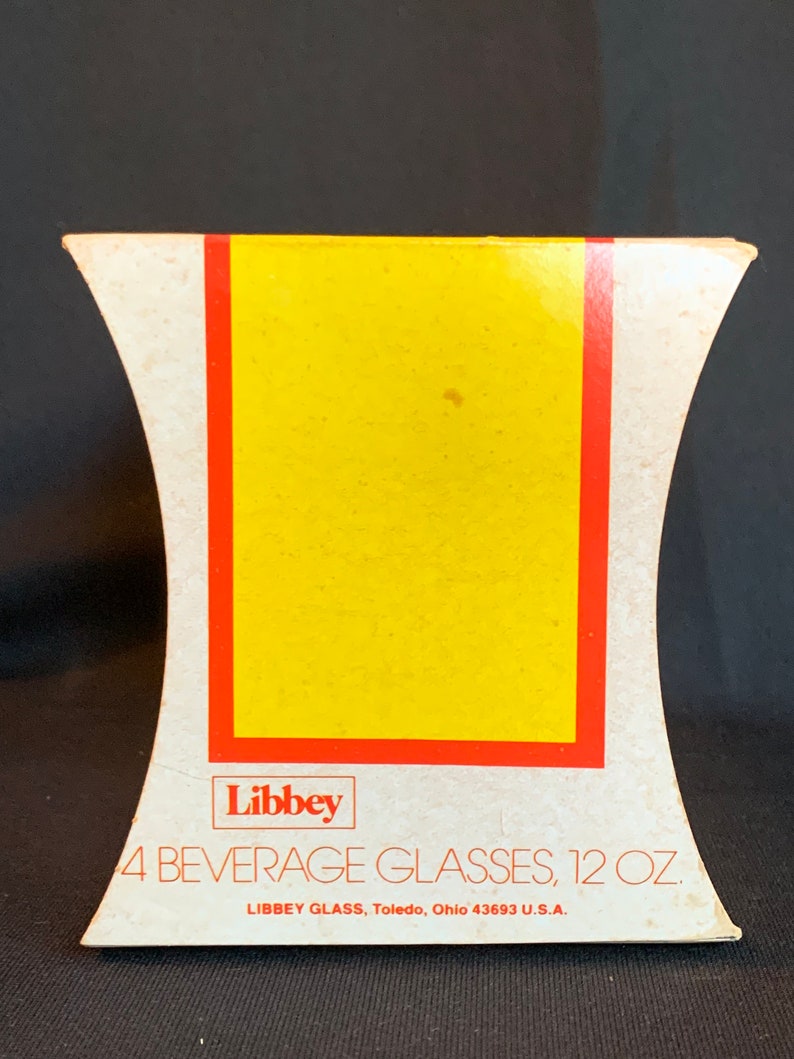 Libbey
4 BEVERAGE GLASSES, 12 OZ.
LIBBEY GLASS, Toledo, Ohio 43693 U.S.A.